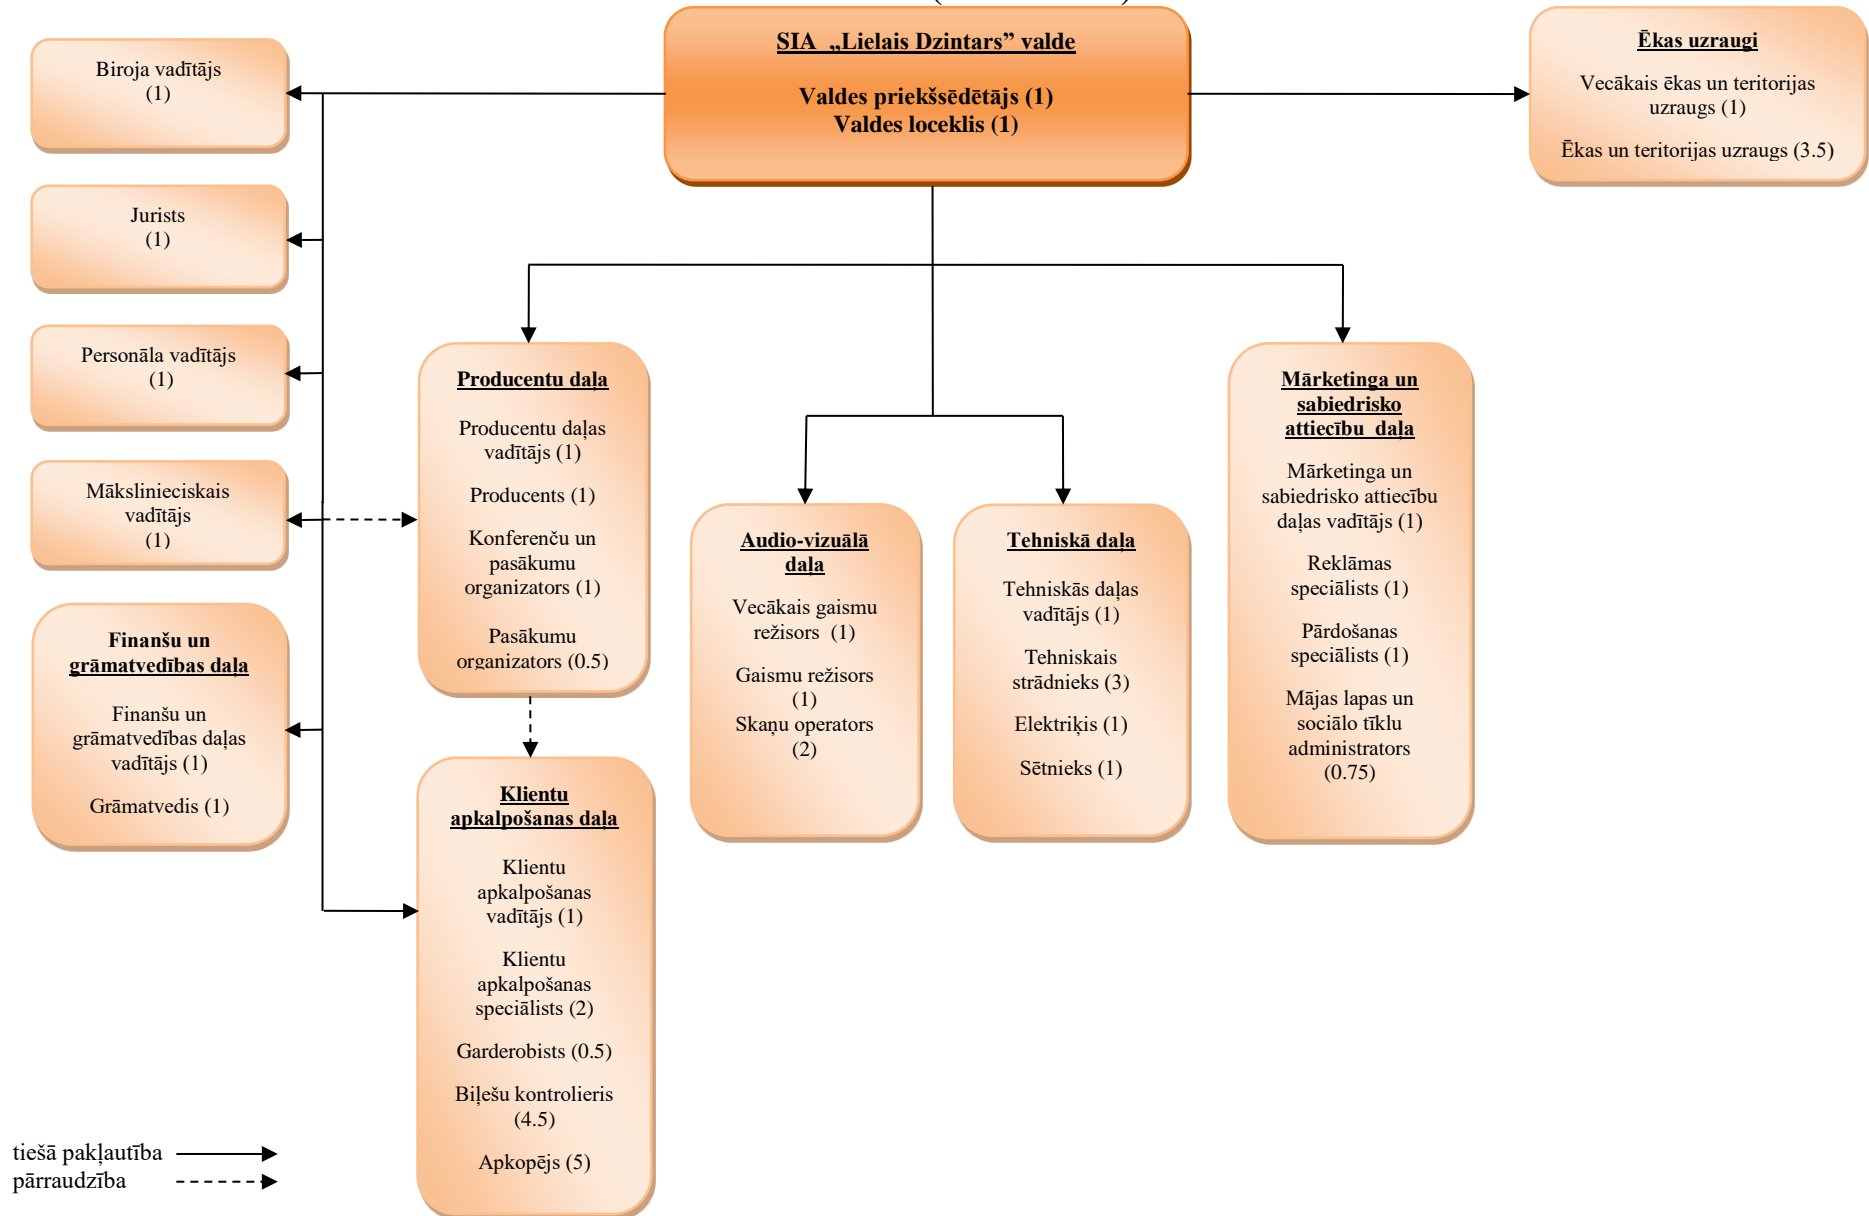 SIA „Lielais Dzintars” valde
Valdes priekšsēdētājs (1)
Valdes loceklis (1)
Ēkas uzraugi
Vecākais ēkas un teritorijas
uzraugs (1)
Ēkas un teritorijas uzraugs (3.5)
Biroja vadītājs
(1)
Jurists
(1)
Personāla vadītājs
(1)
Mākslinieciskais
vadītājs
(1)
Finanšu un
grāmatvedības daļa
Finanšu un
grāmatvedības daļas
vadītājs (1)
Grāmatvedis (1)
Producentu daļa
Producentu daļas
vadītājs (1)
Producents (1)
Konferenču un
pasākumu
organizators (1)
Pasākumu
organizators (0.5)
Klientu
apkalpošanas daļa
Klientu
apkalpošanas
vadītājs (1)
Klientu
apkalpošanas
speciālists (2)
Garderobists (0.5)
Biļešu kontrolieris
(4.5)
Apkopējs (5)
Audio-vizuālā
daļa
Vecākais gaismu
režisors (1)
Gaismu režisors
(1)
Skaņu operators
(2)
Tehniskā daļa
Tehniskās daļas
vadītājs (1)
Tehniskais
strādnieks (3)
Elektriķis (1)
Sētnieks (1)
Mārketinga un
sabiedrisko
attiecību daļa
Mārketinga un
sabiedrisko attiecību
daļas vadītājs (1)
Reklāmas
speciālists (1)
Pārdošanas
speciālists (1)
Mājas lapas un
sociālo tīklu
administrators
(0.75)
tiešā pakļautība
pārraudzība